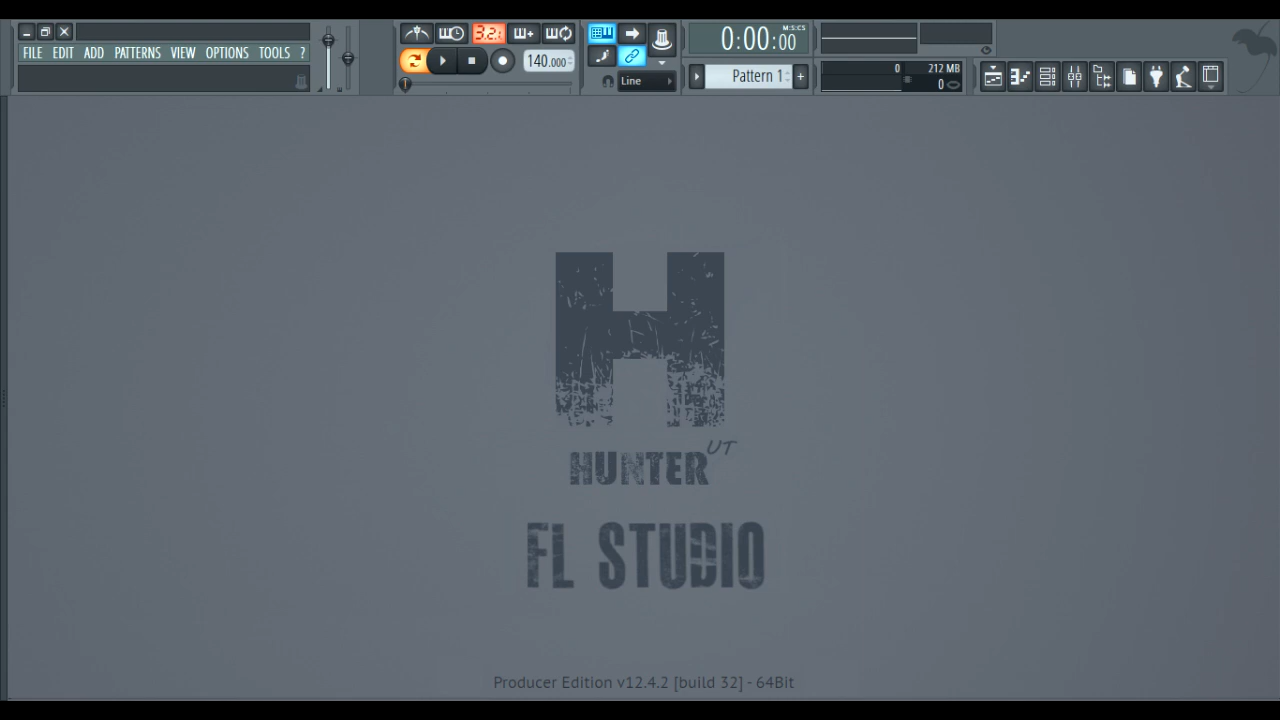 FILE EDIT ADD PATTERNS VIEW OPTIONS TOOLS ?
3.2.
140.000
Line
M:S:CS
0:00:00
Pattern 1
0
212 MB
0
H
HUNTER UT
FL STUDIO
Producer Edition v12.4.2 [build 32] - 64Bit